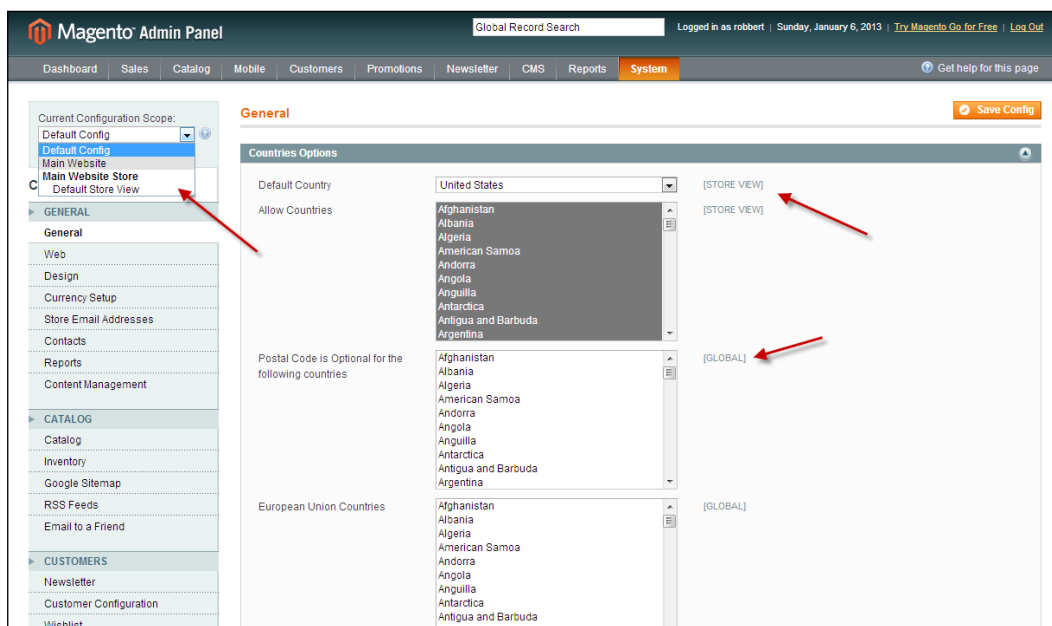 Magento Admin Panel
Global Record Search
Logged in as robbert | Sunday, January 6, 2013 | Try Magento Go for Free | Log Out
Dashboard Sales Catalog Mobile Customers Promotions Newsletter CMS Reports System Get help for this page
Current Configuration Scope:
Default Config
Default Config
Main Website
Main Website Store
Default Store View
C
GENERAL
General
Web
Design
Currency Setup
Store Email Addresses
Contacts
Reports
Content Management
CATALOG
Catalog
Inventory
Google Sitemap
RSS Feeds
Email to a Friend
CUSTOMERS
Newsletter
Customer Configuration
Wishlist
General
Save Config
Countries Options
Default Country
United States
[STORE VIEW]
Allow Countries
Afghanistan
Albania
Algeria
American Samoa
Andorra
Angola
Anguilla
Antarctica
Antigua and Barbuda
Argentina
[STORE VIEW]
Postal Code is Optional for the
following countries
Afghanistan
Albania
Algeria
American Samoa
Andorra
Angola
Anguilla
Antarctica
Antigua and Barbuda
Argentina
[GLOBAL]
European Union Countries
Afghanistan
Albania
Algeria
American Samoa
Andorra
Angola
Anguilla
Antarctica
Antigua and Barbuda
[GLOBAL]